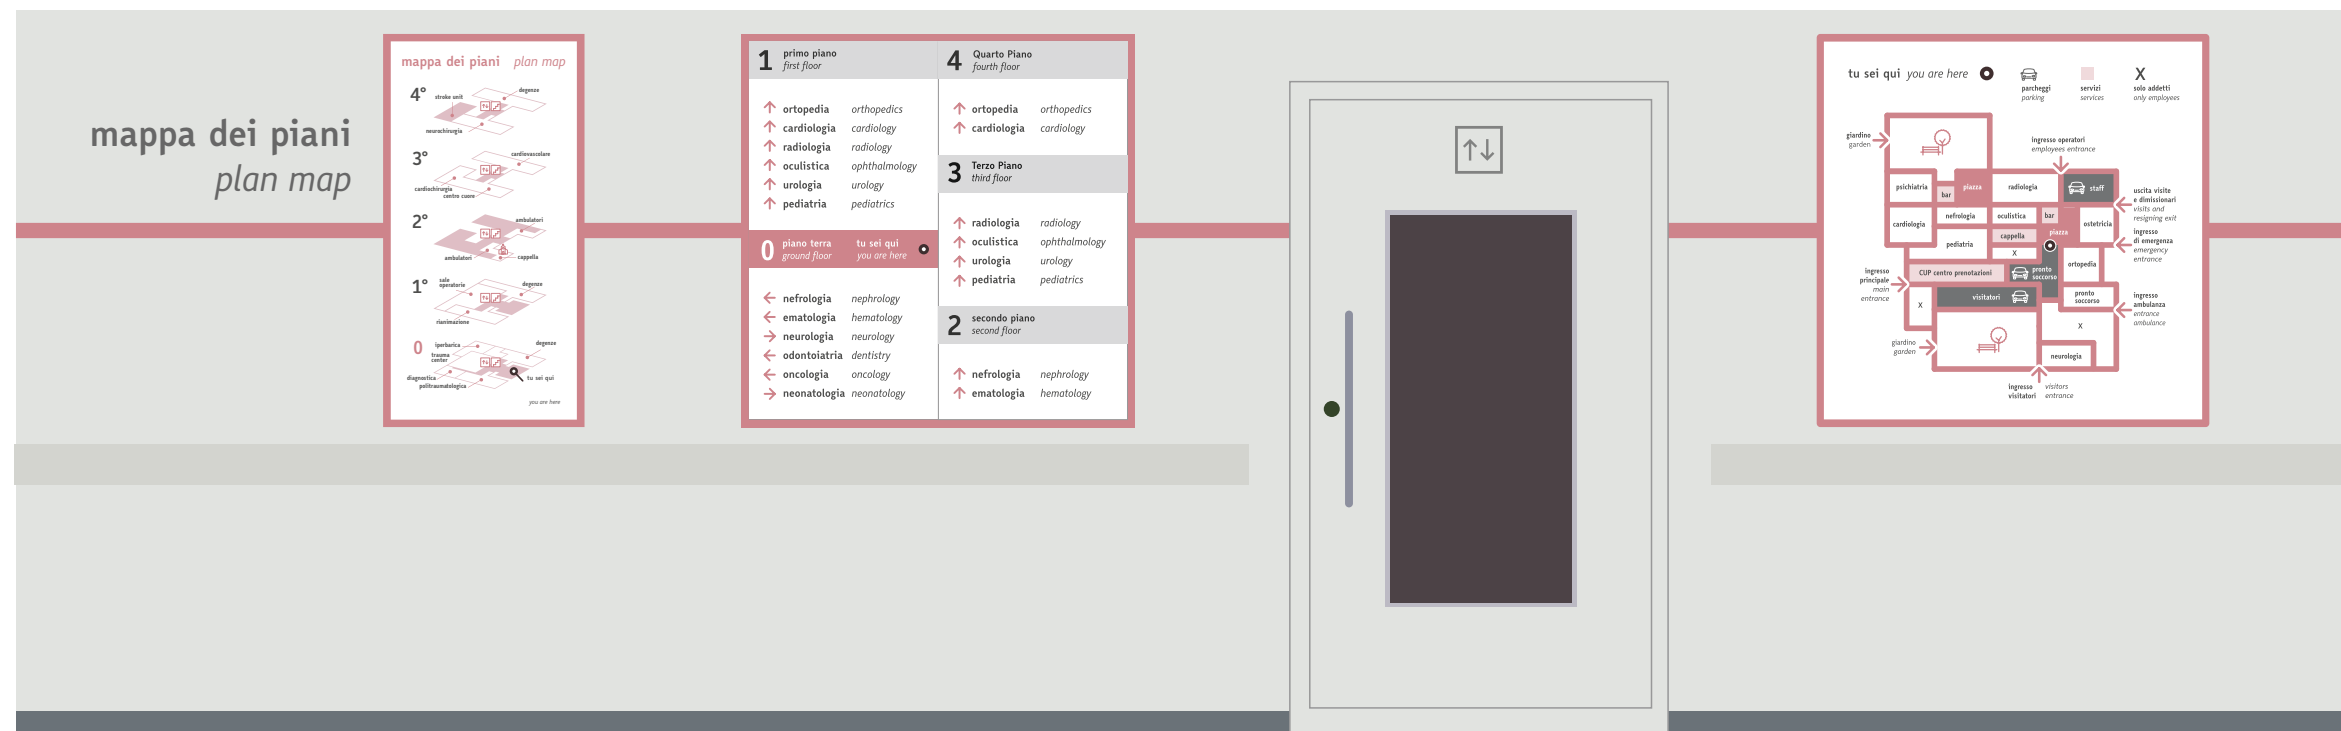 mappa dei piani
plan map
mappa dei piani plan map
4°
stroke unit
degenze
neurochirurgia
3°
cardiovascolare
cardiochirurgia
centro cuore
2°
ambulatori
ambulatori
cappella
1°
sale
operatorie
degenze
rianimazione
0
iperbarica
degenze
trauma
center
diagnostica
politraumatologica
tu sei qui
you are here
1 primo piano
first floor
ortopedia orthopedics
cardiologia cardiology
radiologia radiology
oculistica ophthalmology
urologia urology
pediatria pediatrics
0 piano terra tu sei qui
ground floor you are here
nefrologia nephrology
ematologia hematology
neurologia neurology
odontoiatria dentistry
oncologia oncology
neonatologia neonatology
4 Quarto Piano
fourth floor
ortopedia orthopedics
cardiologia cardiology
3 Terzo Piano
third floor
radiologia radiology
oculistica ophthalmology
urologia urology
pediatria pediatrics
2 secondo piano
second floor
nefrologia nephrology
ematologia hematology
tu sei qui you are here
parcheggi
parking
servizi
services
X
solo addetti
only employees
giardino
garden
ingresso operatori
employees entrance
psichiatria
bar
piazza
radiologia
staff
uscita visite
e dimissionari
visits and
resigning exit
cardiologia
nefrologia
oculistica
bar
ostetricia
piazza
cappella
pediatria
X
ingresso
di emergenza
emergency
entrance
ortopedia
ingresso
principale
main
entrance
CUP centro prenotazioni
pronto
soccorso
visitatori
pronto
soccorso
X
ingresso
ambulanza
entrance
ambulance
X
giardino
garden
neurologia
ingresso visitors
visitatori entrance